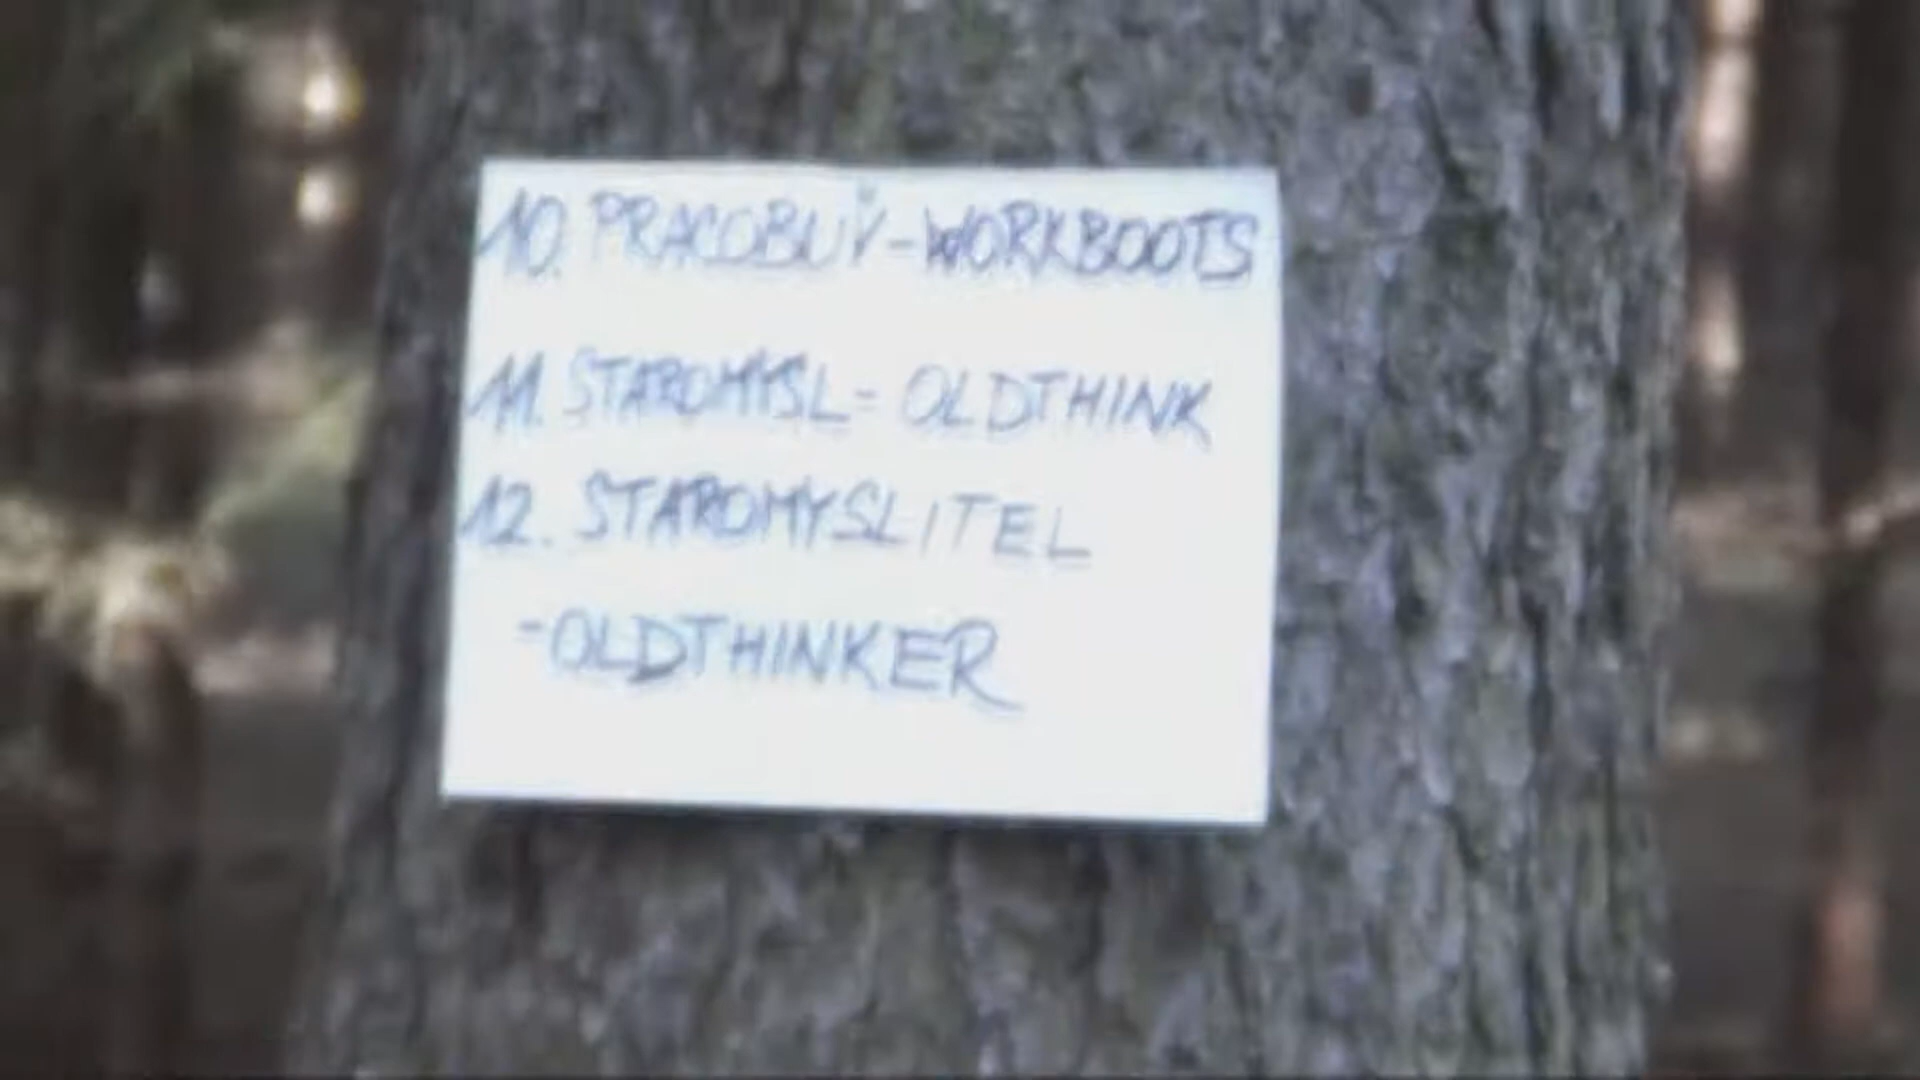 10. PRACOBUV - WORKBOOTS
11. STAROMYSL = OLDTHINK
12. STAROMYSLITEL
- OLDTHINKER